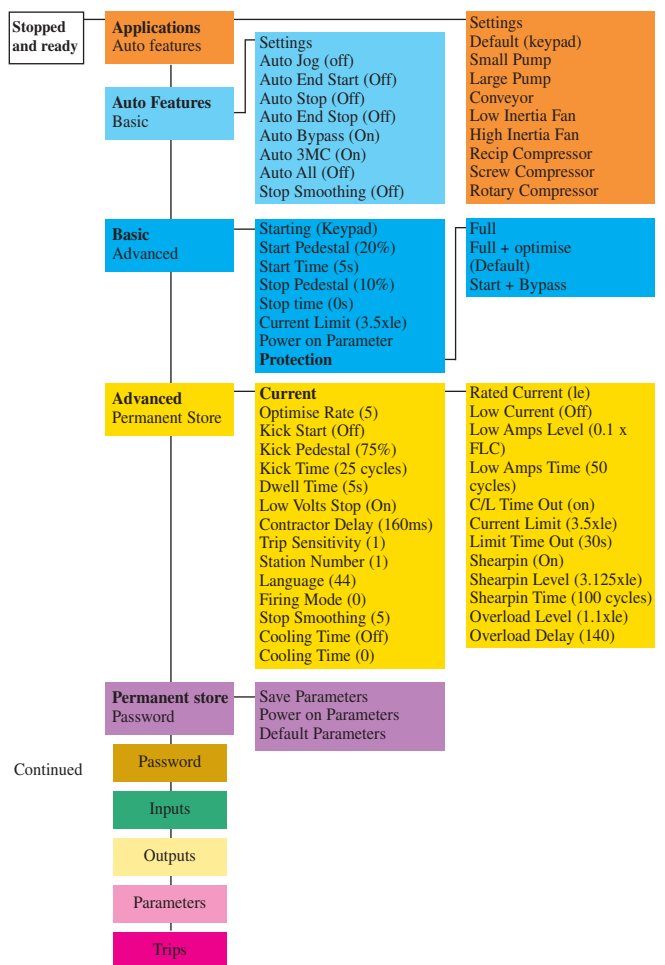 Stopped
and ready
Applications
Auto features
Settings
Default (keypad)
Small Pump
Large Pump
Conveyor
Low Inertia Fan
High Inertia Fan
Recip Compressor
Screw Compressor
Rotary Compressor
Auto Features
Basic
Settings
Auto Jog (off)
Auto End Start (Off)
Auto Stop (Off)
Auto End Stop (Off)
Auto Bypass (On)
Auto 3MC (On)
Auto All (Off)
Stop Smoothing (Off)
Basic
Advanced
Starting (Keypad)
Start Pedestal (20%)
Start Time (5s)
Stop Pedestal (10%)
Stop time (0s)
Current Limit (3.5xle)
Power on Parameter
Protection
Full
Full + optimise
(Default)
Start + Bypass
Advanced
Permanent Store
Current
Optimise Rate (5)
Kick Start (Off)
Kick Pedestal (75%)
Kick Time (25 cycles)
Dwell Time (5s)
Low Volts Stop (On)
Contractor Delay (160ms)
Trip Sensitivity (1)
Station Number (1)
Language (44)
Firing Mode (0)
Stop Smoothing (5)
Cooling Time (Off)
Cooling Time (0)
Rated Current (le)
Low Current (Off)
Low Amps Level (0.1 x
FLC)
Low Amps Time (50
cycles)
C/L Time Out (on)
Current Limit (3.5xle)
Limit Time Out (30s)
Shearpin (On)
Shearpin Level (3.125xle)
Shearpin Time (100 cycles)
Overload Level (1.1xle)
Overload Delay (140)
Permanent store
Password
Save Parameters
Power on Parameters
Default Parameters
Continued
Password
Inputs
Outputs
Parameters
Trips